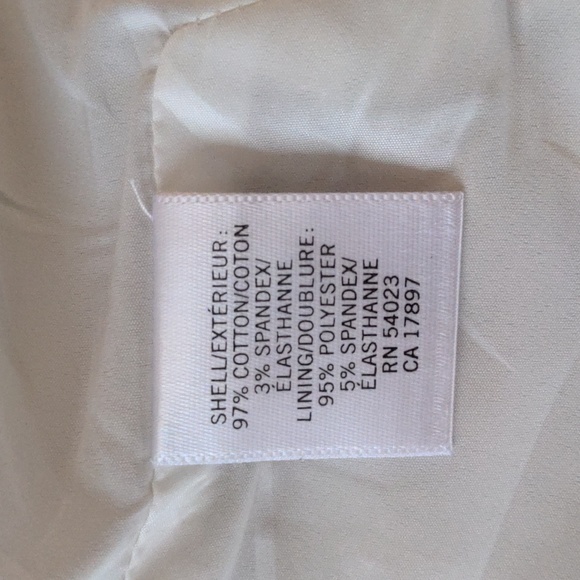 SHELL/EXTÉRIEUR:
97% COTTON/COTON
3% SPANDEX/
ÉLASTHANNE
LINING/DOUBLURE:
95% POLYESTER
5% SPANDEX/
ÉLASTHANNE
RN 54023
CA 17897